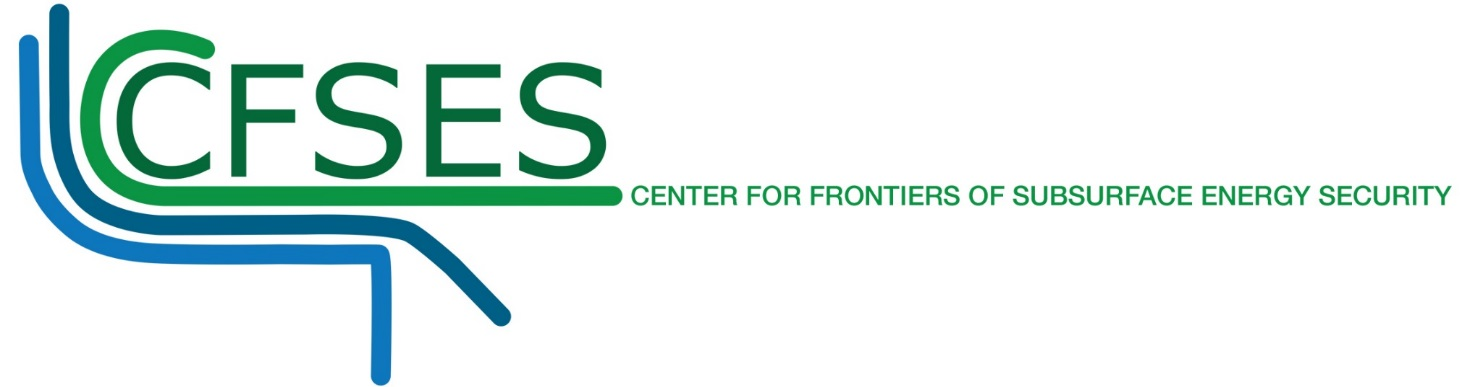 CFSES
CENTER FOR FRONTIERS OF SUBSURFACE ENERGY SECURITY